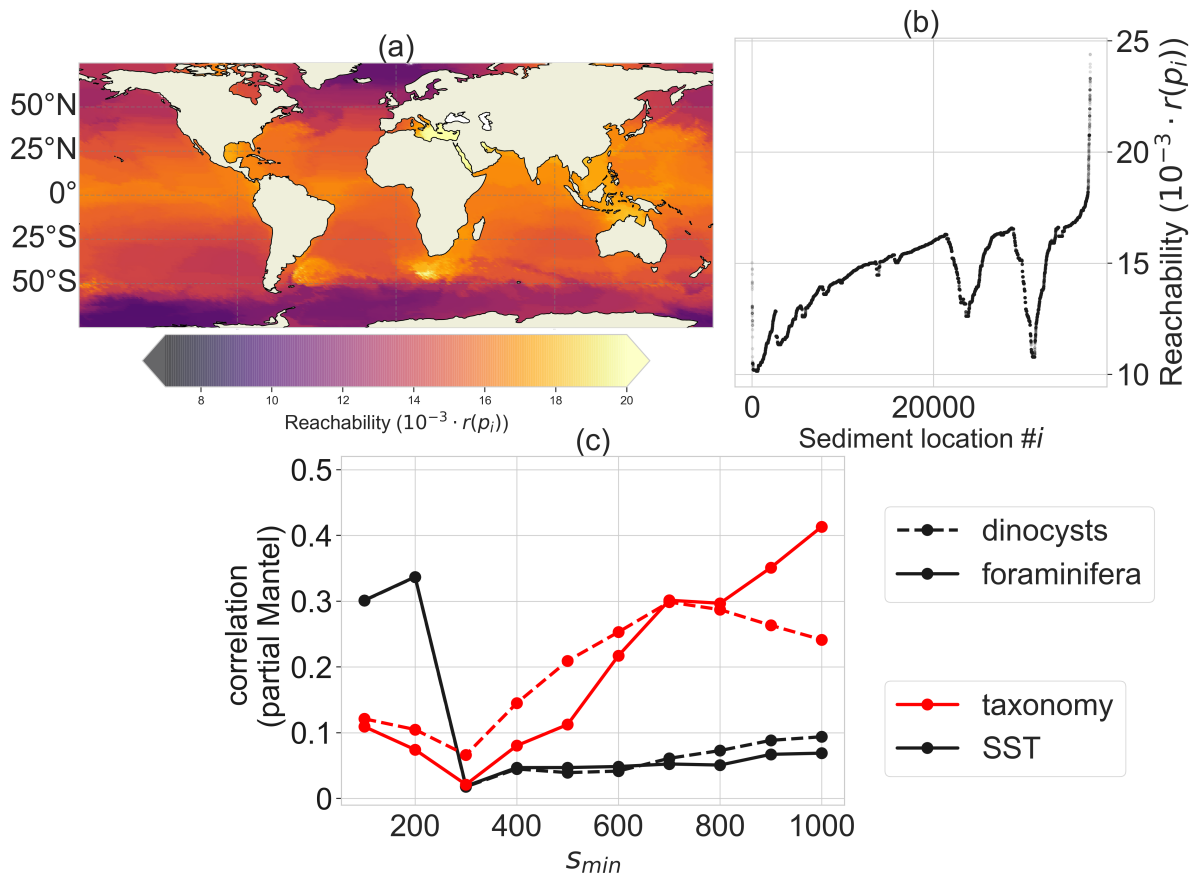 (a)
50°N
25°N
0°
25°S
50°S
8 10 12 14 16 18 20
Reachability (10⁻³ · r(pᵢ))
(b)
25
20
15
10
Reachability (10⁻³ · r(pᵢ))
0 20000
Sediment location #i
(c)
0.5
0.4
0.3
0.2
0.1
0
correlation
(partial Mantel)
200 400 600 800 1000
s_min
dinocysts
foraminifera
taxonomy
SST